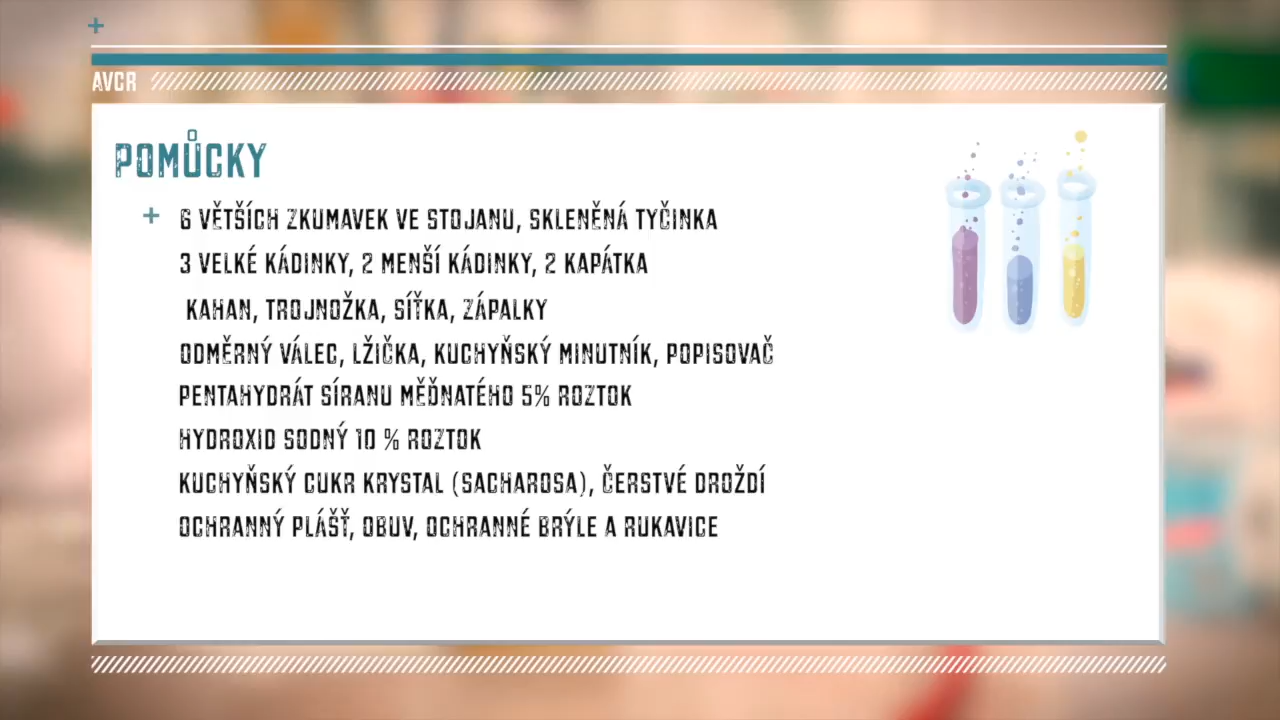 AVCR
POMŮCKY
+ 6 VĚTŠÍCH ZKUMAVEK VE STOJANU, SKLENĚNÁ TYČINKA
3 VELKÉ KÁDINKY, 2 MENŠÍ KÁDINKY, 2 KAPÁTKA
KAHAN, TROJNOŽKA, SÍŤKA, ZÁPALKY
ODMĚRNÝ VÁLEC, LŽIČKA, KUCHYŇSKÝ MINUTNÍK, POPISOVAČ
PENTAHYDRÁT SÍRANU MĚĎNATÉHO 5% ROZTOK
HYDROXID SODNÝ 10 % ROZTOK
KUCHYŇSKÝ CUKR KRYSTAL (SACHAROSA), ČERSTVÉ DROŽDÍ
OCHRANNÝ PLÁŠŤ, OBUV, OCHRANNÉ BRÝLE A RUKAVICE